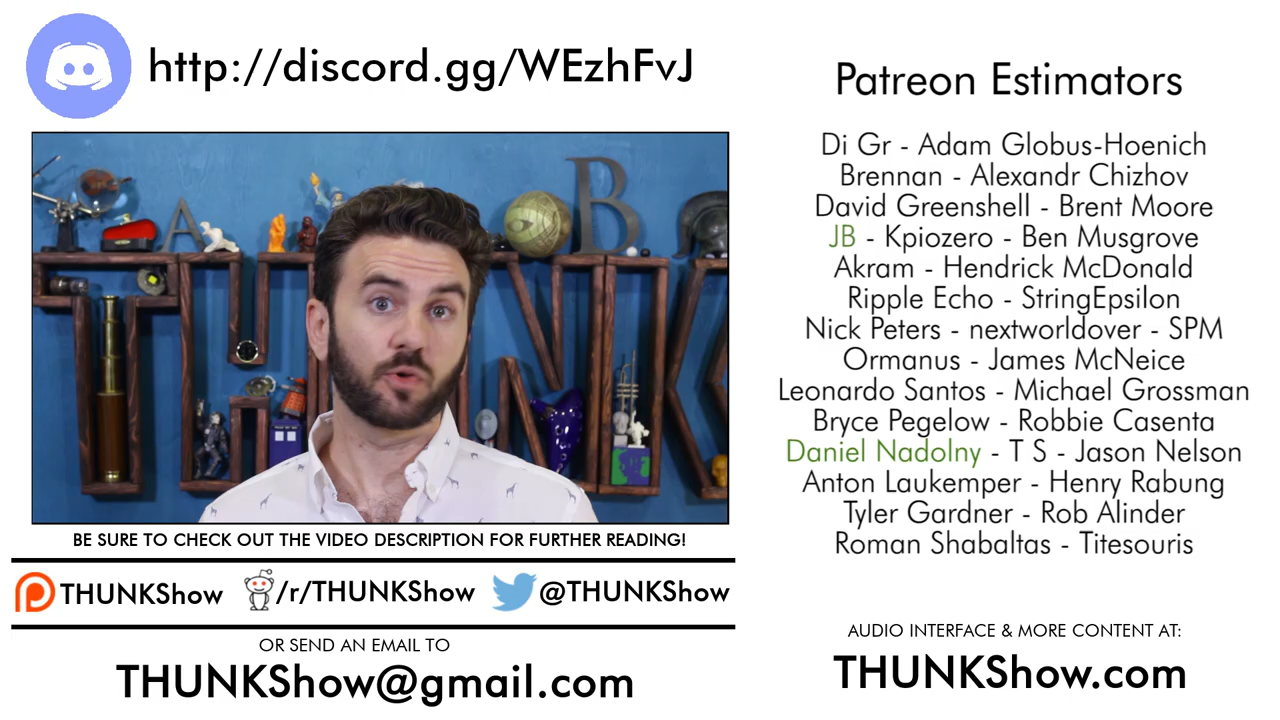 http://discord.gg/WEzhFvJ
A
B
THUNK
BE SURE TO CHECK OUT THE VIDEO DESCRIPTION FOR FURTHER READING!
THUNKShow
/r/THUNKShow
@THUNKShow
OR SEND AN EMAIL TO
THUNKShow@gmail.com
Patreon Estimators
Di Gr - Adam Globus-Hoenich
Brennan - Alexandr Chizhov
David Greenshell - Brent Moore
JB - Kpiozero - Ben Musgrove
Akram - Hendrick McDonald
Ripple Echo - StringEpsilon
Nick Peters - nextworldover - SPM
Ormanus - James McNeice
Leonardo Santos - Michael Grossman
Bryce Pegelow - Robbie Casenta
Daniel Nadolny - T S - Jason Nelson
Anton Laukemper - Henry Rabung
Tyler Gardner - Rob Alinder
Roman Shabaltas - Titesouris
AUDIO INTERFACE & MORE CONTENT AT:
THUNKShow.com